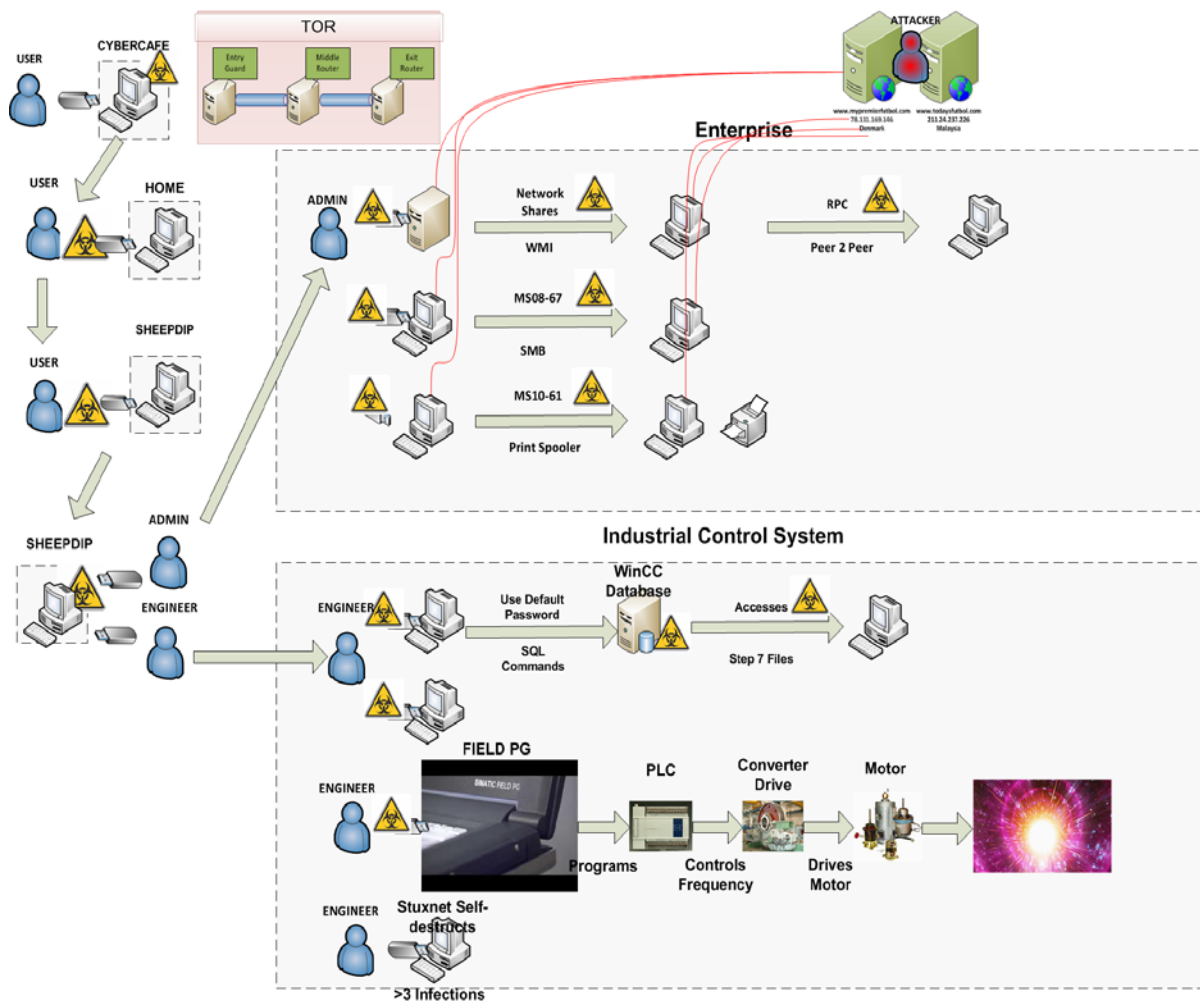 USER
CYBERCAFE
TOR
Entry
Guard
Middle
Router
Exit
Router
ATTACKER
www.mypremierfutbol.com
78.111.169.146
Denmark
www.todaysfutbol.com
211.24.237.226
Malaysia
Enterprise
USER
HOME
ADMIN
Network
Shares
WMI
RPC
Peer 2 Peer
USER
SHEEPDIP
MS08-67
SMB
MS10-61
Print Spooler
SHEEPDIP
ADMIN
ENGINEER
Industrial Control System
ENGINEER
Use Default
Password
SQL
Commands
WinCC
Database
Accesses
Step 7 Files
ENGINEER
FIELD PG
SIMATIC FIELD PG
Programs
PLC
Controls
Frequency
Converter
Drive
Drives
Motor
Motor
ENGINEER
Stuxnet Self-
destructs
>3 Infections